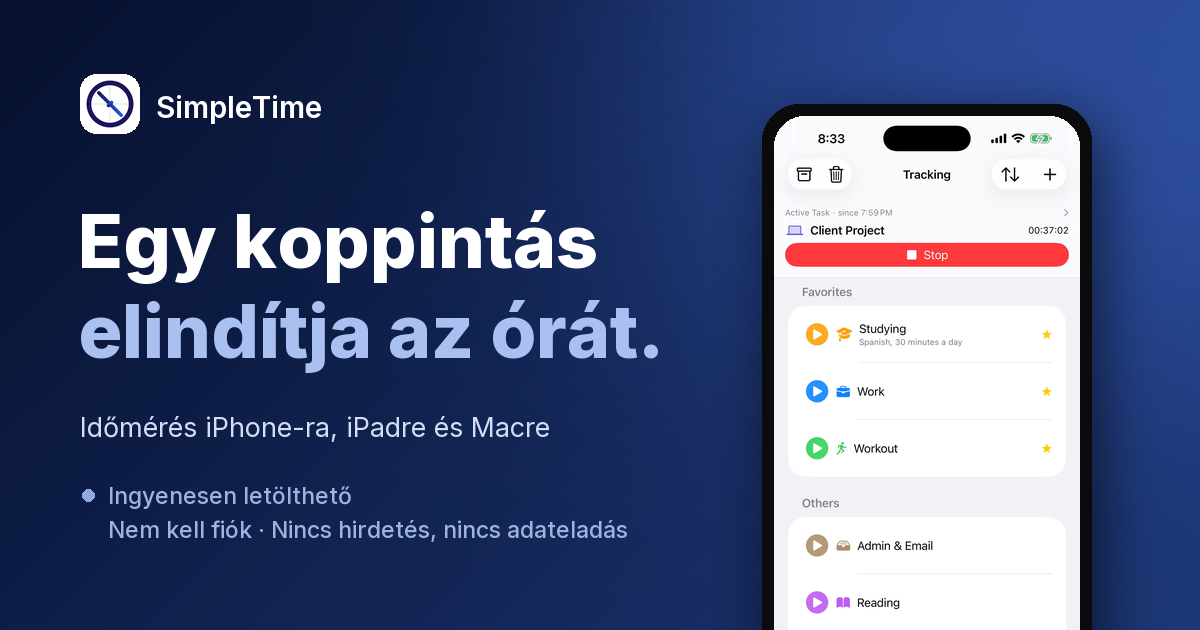 SimpleTime
Egy koppintás
elindítja az órát.
Időmérés iPhone-ra, iPadre és Macre
Ingyenesen letölthető
Nem kell fiók · Nincs hirdetés, nincs adateladás
8:33
Tracking
Active Task · since 7:59 PM
Client Project
00:37:02
Stop
Favorites
Studying
Spanish, 30 minutes a day
Work
Workout
Others
Admin & Email
Reading